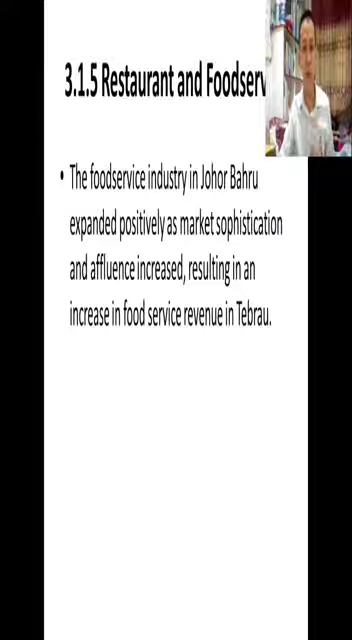 3.1.5 Restaurant and Foodserv
• The foodservice industry in Johor Bahru
expanded positively as market sophistication
and affluence increased, resulting in an
increase in food service revenue in Tebrau.